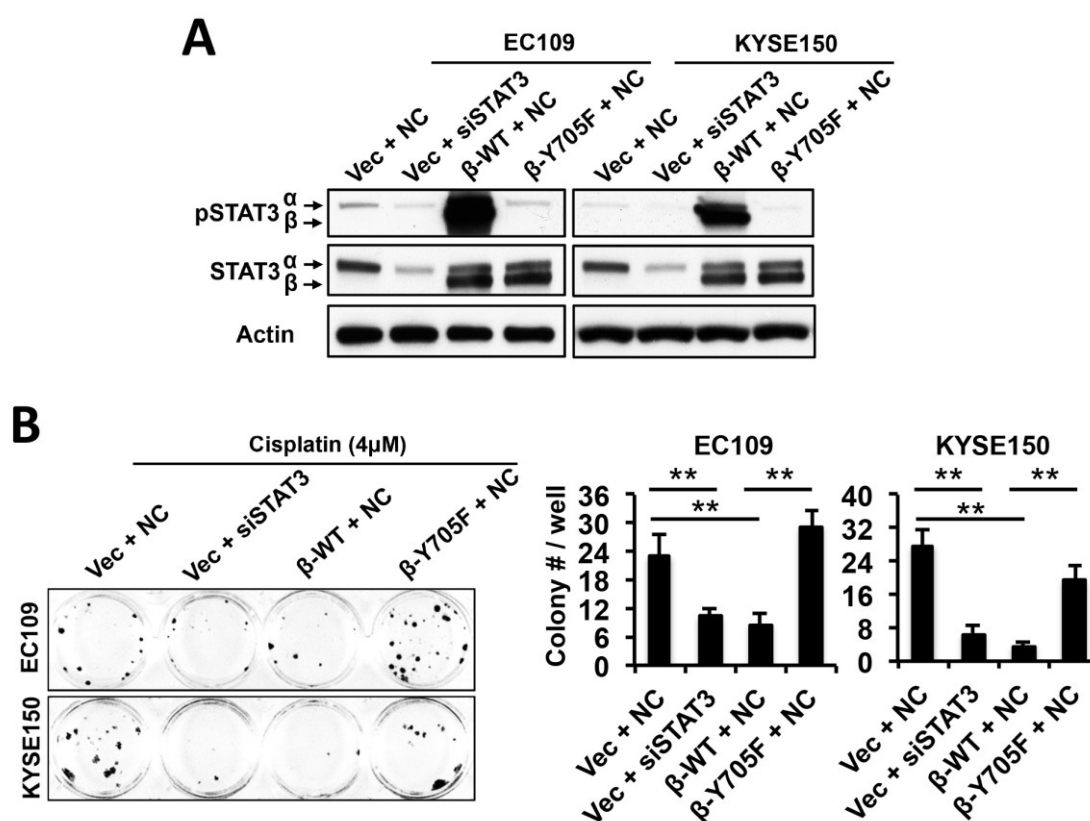 A
EC109 KYSE150
Vec + NC Vec + siSTAT3 β-WT + NC β-Y705F + NC Vec + NC Vec + siSTAT3 β-WT + NC β-Y705F + NC
pSTAT3 α
β
STAT3 α
β
Actin
B
Cisplatin (4μM)
Vec + NC Vec + siSTAT3 β-WT + NC β-Y705F + NC
EC109
KYSE150
EC109
Colony # / well
36
30
24
18
12
6
0
** **
**
Vec + NC Vec + siSTAT3 β-WT + NC β-Y705F + NC
KYSE150
40
32
24
16
8
0
** **
**
Vec + NC Vec + siSTAT3 β-WT + NC β-Y705F + NC